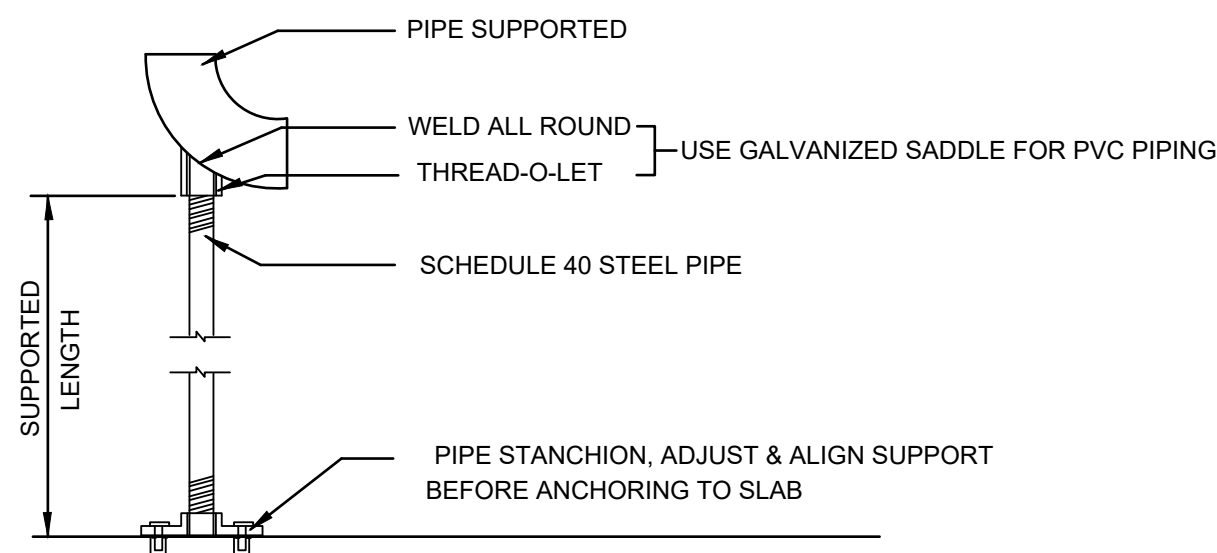 PIPE SUPPORTED
WELD ALL ROUND
THREAD-O-LET
USE GALVANIZED SADDLE FOR PVC PIPING
SCHEDULE 40 STEEL PIPE
SUPPORTED
LENGTH
PIPE STANCHION, ADJUST & ALIGN SUPPORT
BEFORE ANCHORING TO SLAB